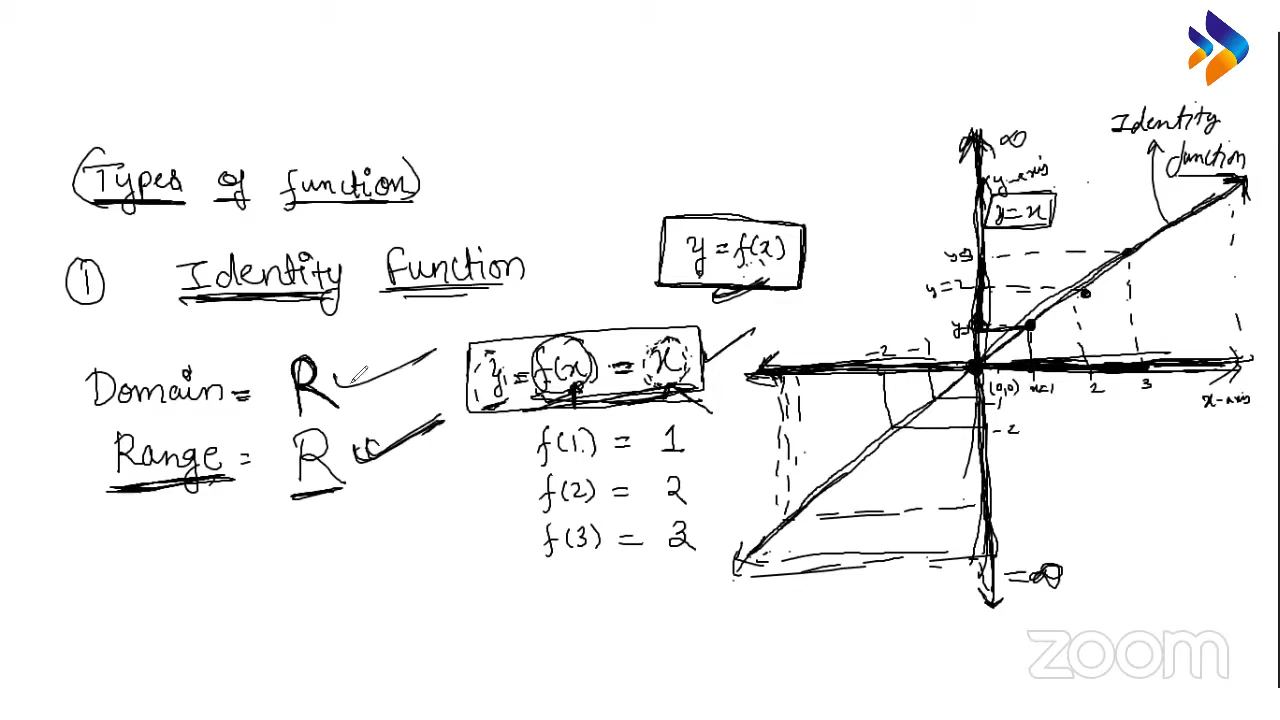 (Types of function)
① Identity function
y = f(x)
Domain = R
Range = R
y = f(x) = x
f(1) = 1
f(2) = 2
f(3) = 3
Identity
function
∞
y-axis
y = x
y=3
y=2
-2 -1
(0,0) x=1 2 3
x-axis
-1
-2
-∞
zoom